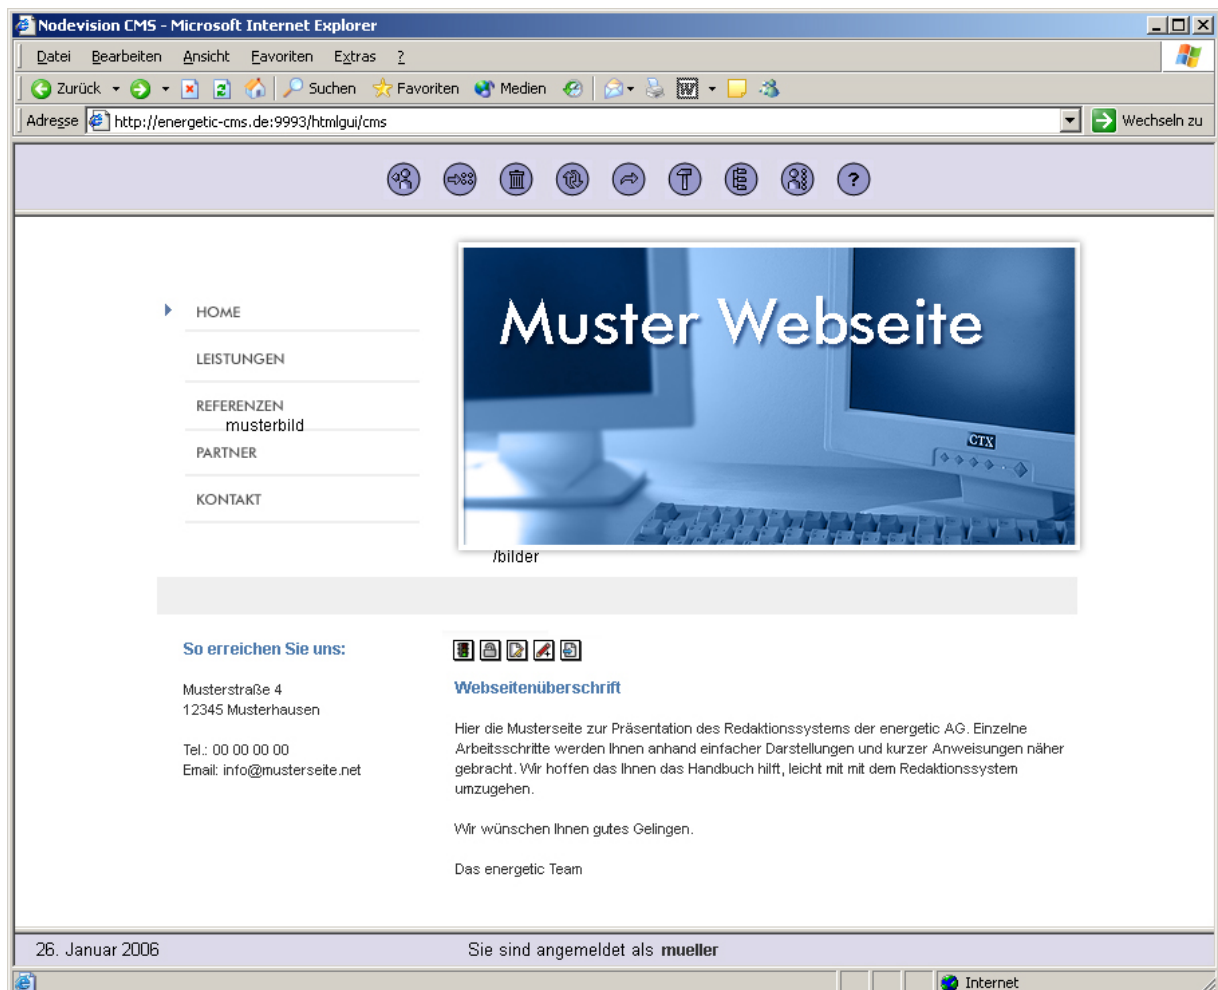 Nodevision CMS - Microsoft Internet Explorer
Datei Bearbeiten Ansicht Favoriten Extras ?
Zurück Suchen Favoriten Medien W
Adresse http://energetic-cms.de:9993/htmlgui/cms Wechseln zu
?
Muster Webseite
CTX
HOME
LEISTUNGEN
REFERENZEN
musterbild
PARTNER
KONTAKT
/bilder
So erreichen Sie uns:
Musterstraße 4
12345 Musterhausen
Tel.: 00 00 00 00
Email: info@musterseite.net
Webseitenüberschrift
Hier die Musterseite zur Präsentation des Redaktionssystems der energetic AG. Einzelne
Arbeitsschritte werden Ihnen anhand einfacher Darstellungen und kurzer Anweisungen näher
gebracht. Wir hoffen das Ihnen das Handbuch hilft, leicht mit mit dem Redaktionssystem
umzugehen.
Wir wünschen Ihnen gutes Gelingen.
Das energetic Team
26. Januar 2006 Sie sind angemeldet als mueller
Internet